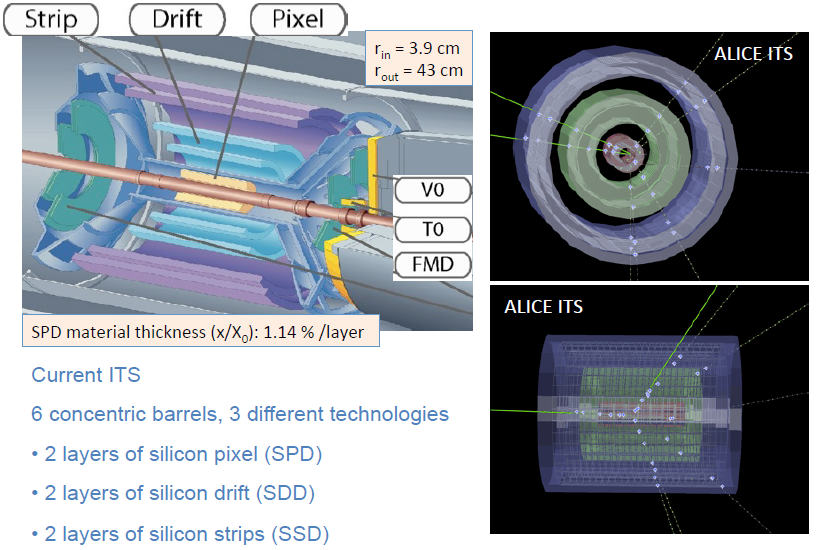 Strip
Drift
Pixel
r_in = 3.9 cm
r_out = 43 cm
V0
T0
FMD
SPD material thickness (x/X_0): 1.14 % /layer
ALICE ITS
ALICE ITS
Current ITS
6 concentric barrels, 3 different technologies
• 2 layers of silicon pixel (SPD)
• 2 layers of silicon drift (SDD)
• 2 layers of silicon strips (SSD)